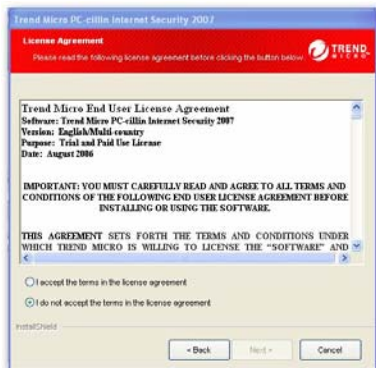 Trend Micro PC-cillin Internet Security 2007
License Agreement
Please read the following license agreement before clicking the button below.
TREND
MICRO
Trend Micro End User License Agreement
Software: Trend Micro PC-cillin Internet Security 2007
Version: English/Multi-country
Purpose: Trial and Paid Use License
Date: August 2006
IMPORTANT: YOU MUST CAREFULLY READ AND AGREE TO ALL TERMS AND
CONDITIONS OF THE FOLLOWING END USER LICENSE AGREEMENT BEFORE
INSTALLING OR USING THE SOFTWARE.
THIS AGREEMENT SETS FORTH THE TERMS AND CONDITIONS UNDER
WHICH TREND MICRO IS WILLING TO LICENSE THE "SOFTWARE" AND
I accept the terms in the license agreement
I do not accept the terms in the license agreement
InstallShield
< Back
Next >
Cancel